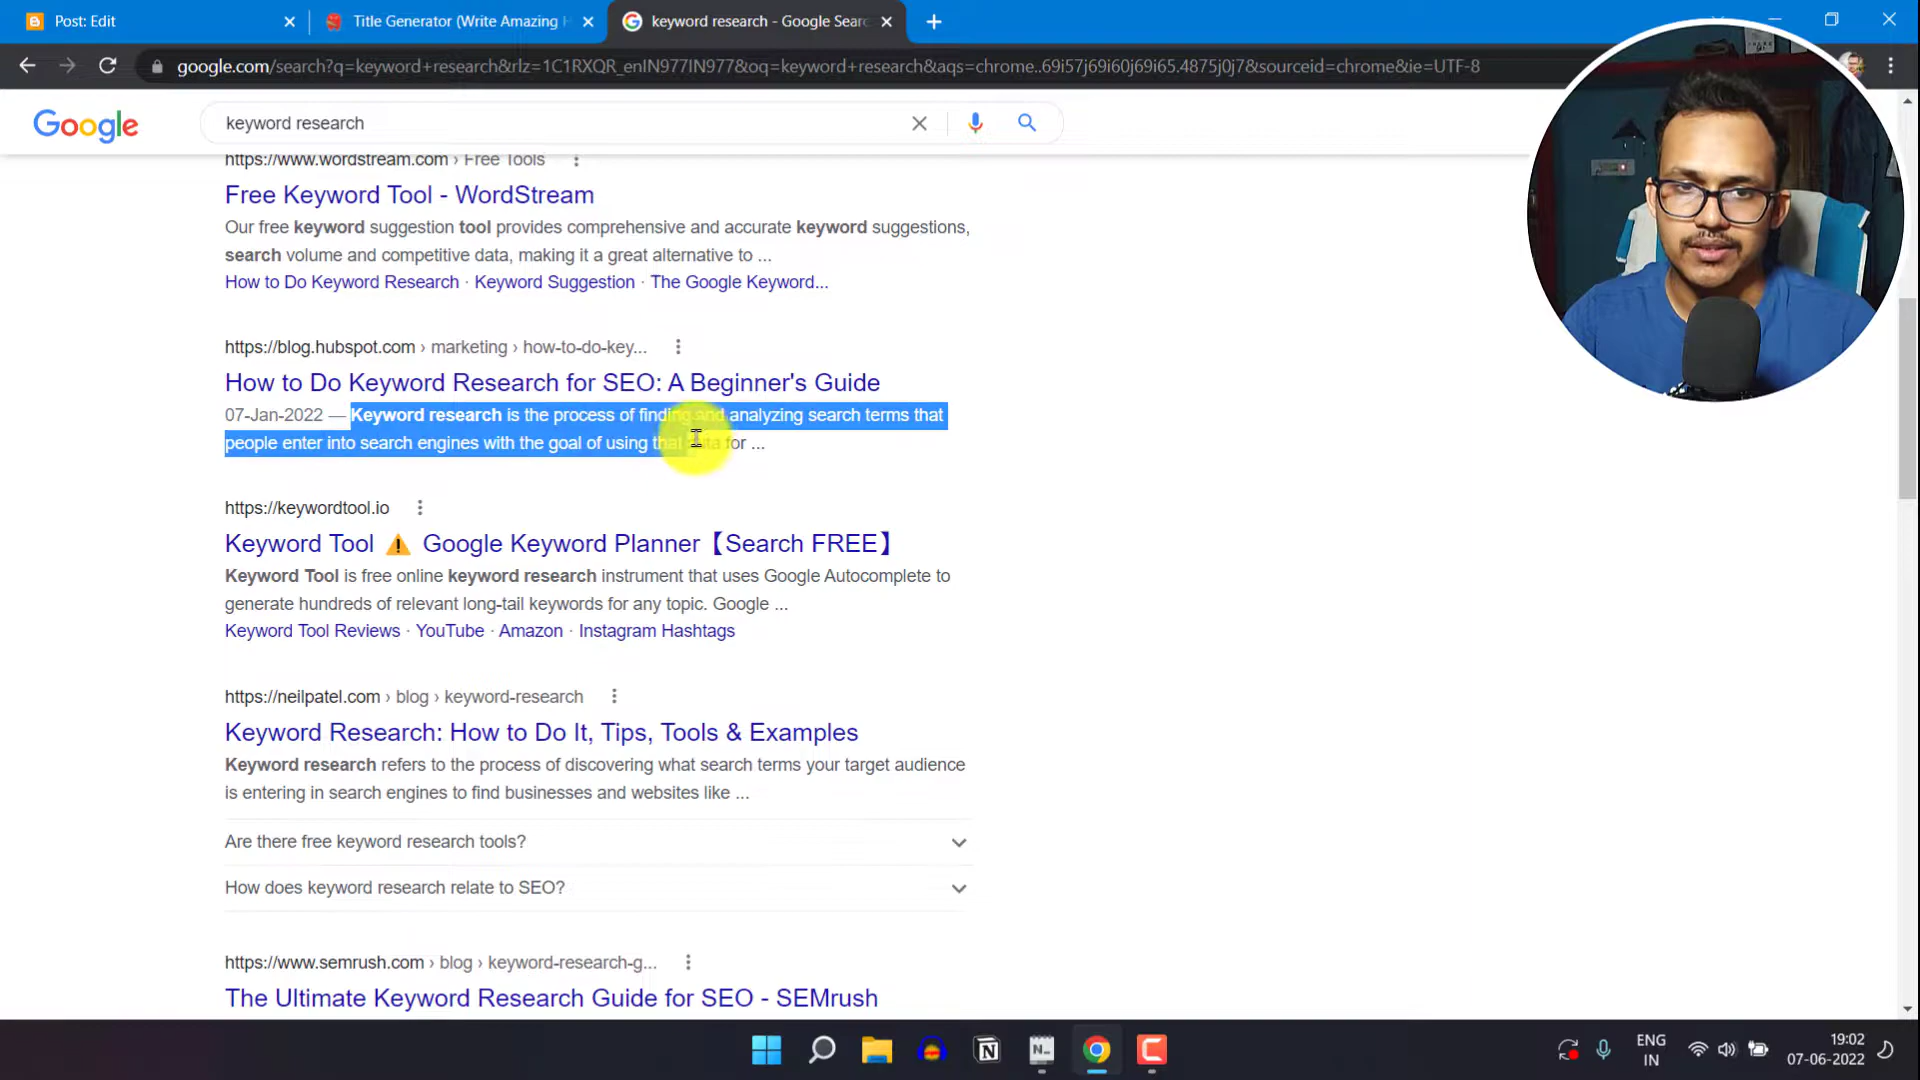 Post: Edit
Title Generator (Write Amazing H
keyword research - Google Sear
google.com/search?q=keyword+research&rlz=1C1RXQR_enIN977IN977&oq=keyword+research&aqs=chrome..69i57j69i60j69i65.4875j0j7&sourceid=chrome&ie=UTF-8
Google
keyword research
https://www.wordstream.com › Free Tools
Free Keyword Tool - WordStream
Our free keyword suggestion tool provides comprehensive and accurate keyword suggestions,
search volume and competitive data, making it a great alternative to ...
How to Do Keyword Research · Keyword Suggestion · The Google Keyword...
https://blog.hubspot.com › marketing › how-to-do-key...
How to Do Keyword Research for SEO: A Beginner's Guide
07-Jan-2022 — Keyword research is the process of finding and analyzing search terms that
people enter into search engines with the goal of using that data for ...
https://keywordtool.io
Keyword Tool ⚠️ Google Keyword Planner【Search FREE】
Keyword Tool is free online keyword research instrument that uses Google Autocomplete to
generate hundreds of relevant long-tail keywords for any topic. Google ...
Keyword Tool Reviews · YouTube · Amazon · Instagram Hashtags
https://neilpatel.com › blog › keyword-research
Keyword Research: How to Do It, Tips, Tools & Examples
Keyword research refers to the process of discovering what search terms your target audience
is entering in search engines to find businesses and websites like ...
Are there free keyword research tools?
How does keyword research relate to SEO?
https://www.semrush.com › blog › keyword-research-g...
The Ultimate Keyword Research Guide for SEO - SEMrush
ENG
IN
19:02
07-06-2022